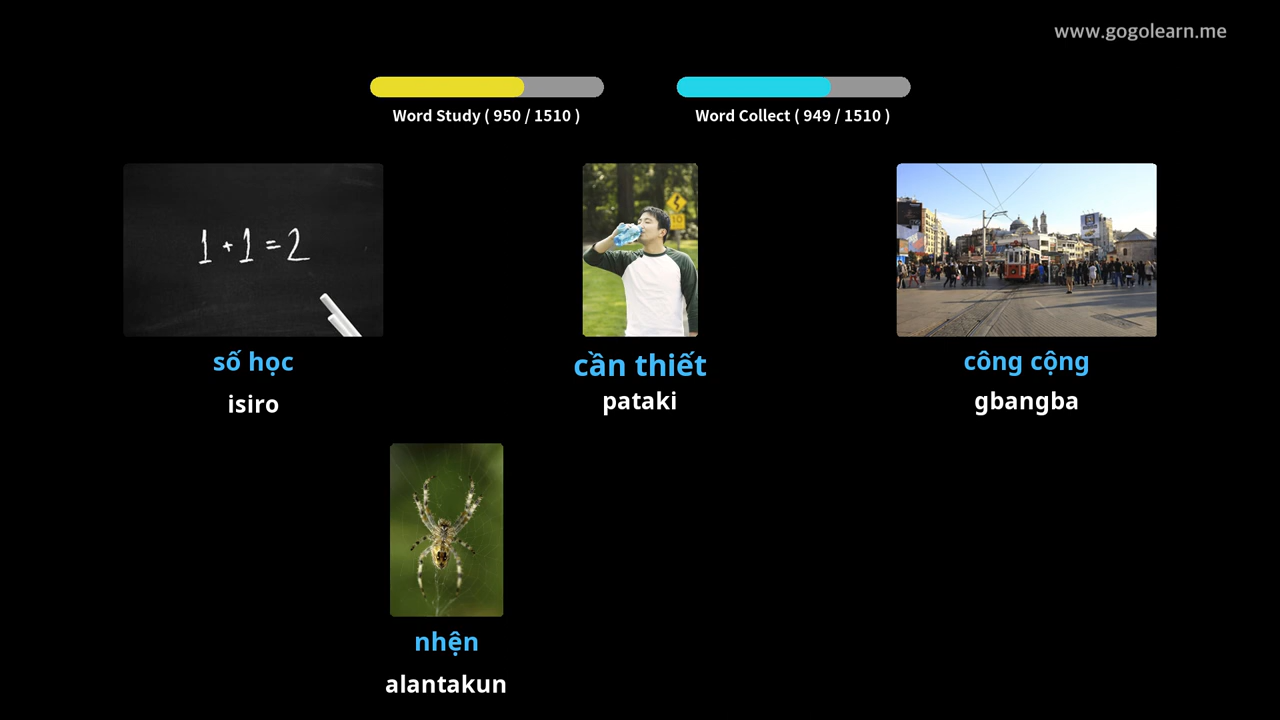 www.gogolearn.me
Word Study ( 950 / 1510 )
Word Collect ( 949 / 1510 )
1 + 1 = 2
10
số học
cần thiết
công cộng
isiro
pataki
gbangba
nhện
alantakun